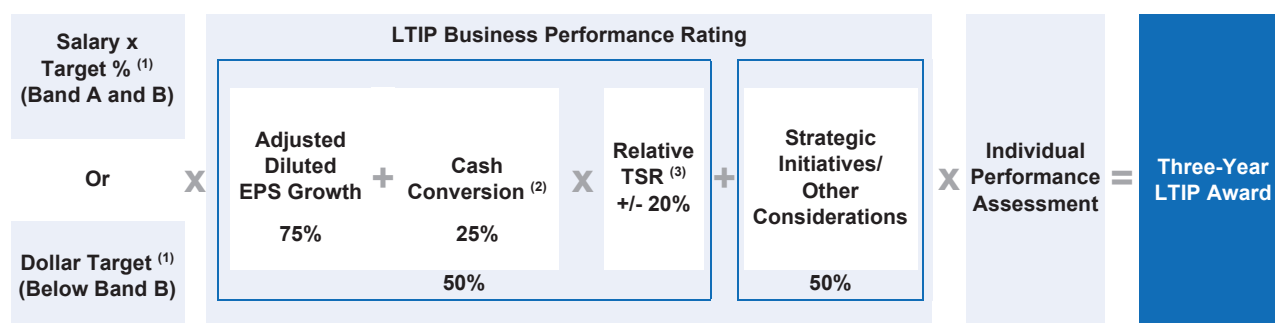 Salary x
Target % (1)
(Band A and B)
Or
Dollar Target (1)
(Below Band B)
X
LTIP Business Performance Rating
Adjusted
Diluted
EPS Growth
75%
+
Cash
Conversion (2)
25%
X
Relative
TSR (3)
+/- 20%
50%
+
Strategic
Initiatives/
Other
Considerations
50%
X
Individual
Performance
Assessment
=
Three-Year
LTIP Award